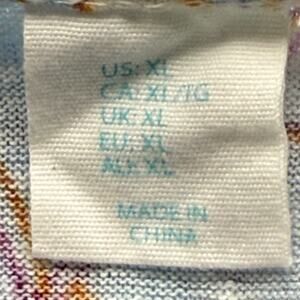 US: XL
CA: XL/TG
UK: XL
EU: XL
AU: XL
MADE IN
CHINA